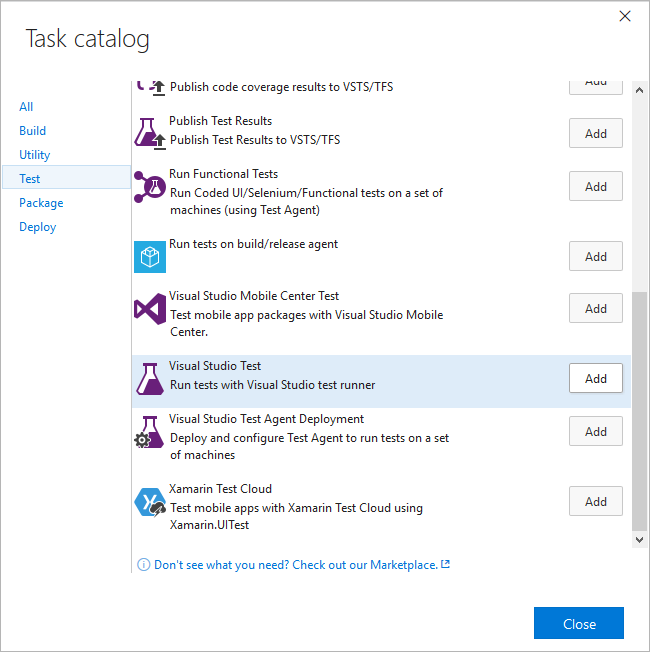 Task catalog
All
Build
Utility
Test
Package
Deploy
Publish code coverage results to VSTS/TFS
Add
Publish Test Results
Publish Test Results to VSTS/TFS
Add
Run Functional Tests
Run Coded UI/Selenium/Functional tests on a set
of machines (using Test Agent)
Add
Run tests on build/release agent
Add
Visual Studio Mobile Center Test
Test mobile app packages with Visual Studio Mobile
Center.
Add
Visual Studio Test
Run tests with Visual Studio test runner
Add
Visual Studio Test Agent Deployment
Deploy and configure Test Agent to run tests on a set
of machines
Add
Xamarin Test Cloud
Test mobile apps with Xamarin Test Cloud using
Xamarin.UITest
Add
Don't see what you need? Check out our Marketplace.
Close